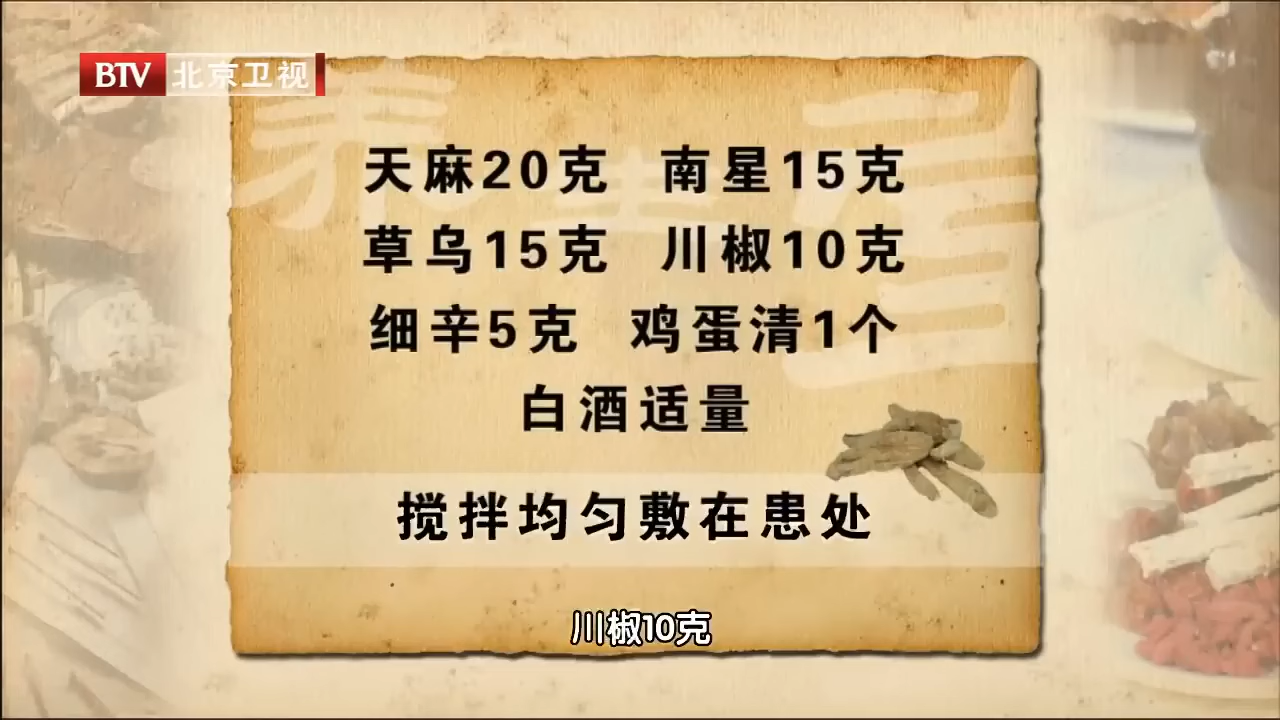 BTV 北京卫视
天麻20克 南星15克
草乌15克 川椒10克
细辛5克 鸡蛋清1个
白酒适量
搅拌均匀敷在患处
川椒10克